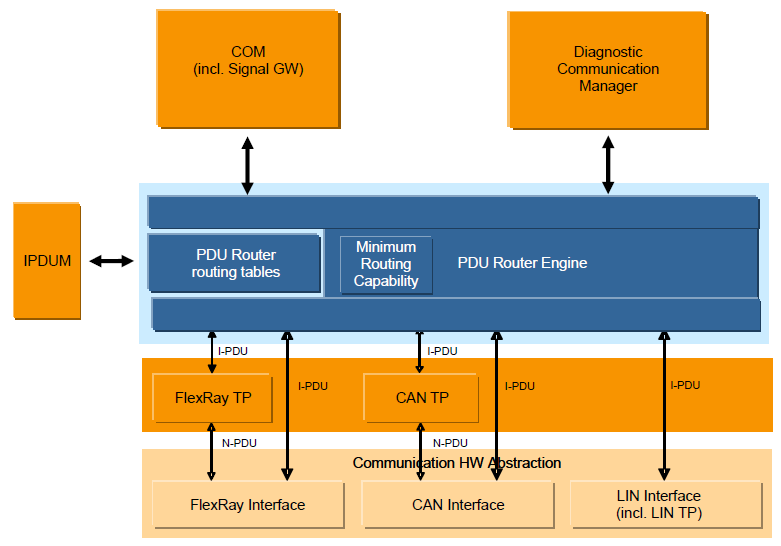 COM
(incl. Signal GW)
Diagnostic
Communication
Manager
IPDUM
PDU Router
routing tables
Minimum
Routing
Capability
PDU Router Engine
I-PDU
I-PDU
I-PDU
I-PDU
I-PDU
FlexRay TP
CAN TP
N-PDU
N-PDU
Communication HW Abstraction
FlexRay Interface
CAN Interface
LIN Interface
(incl. LIN TP)